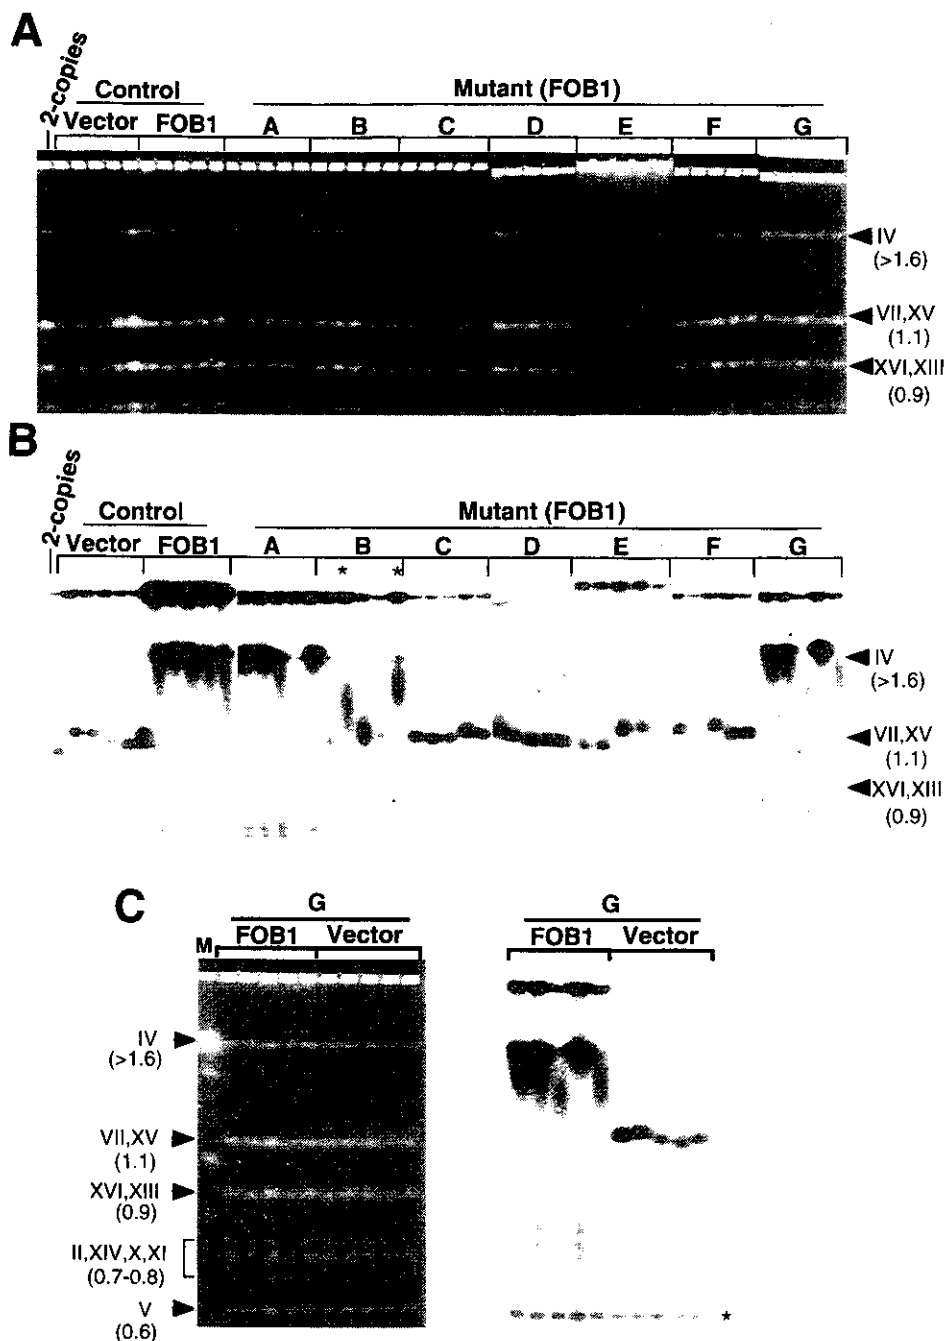 A
2-copies
Control
Mutant (FOB1)
Vector FOB1 A B C D E F G
IV
(>1.6)
VII,XV
(1.1)
XVI,XIII
(0.9)
B
2-copies
Control
Mutant (FOB1)
Vector FOB1 A B C D E F G
* *
IV
(>1.6)
VII,XV
(1.1)
XVI,XIII
(0.9)
C
G
G
M FOB1 Vector
FOB1 Vector
IV
(>1.6)
VII,XV
(1.1)
XVI,XIII
(0.9)
II,XIV,X,XI
(0.7-0.8)
V
(0.6)
*